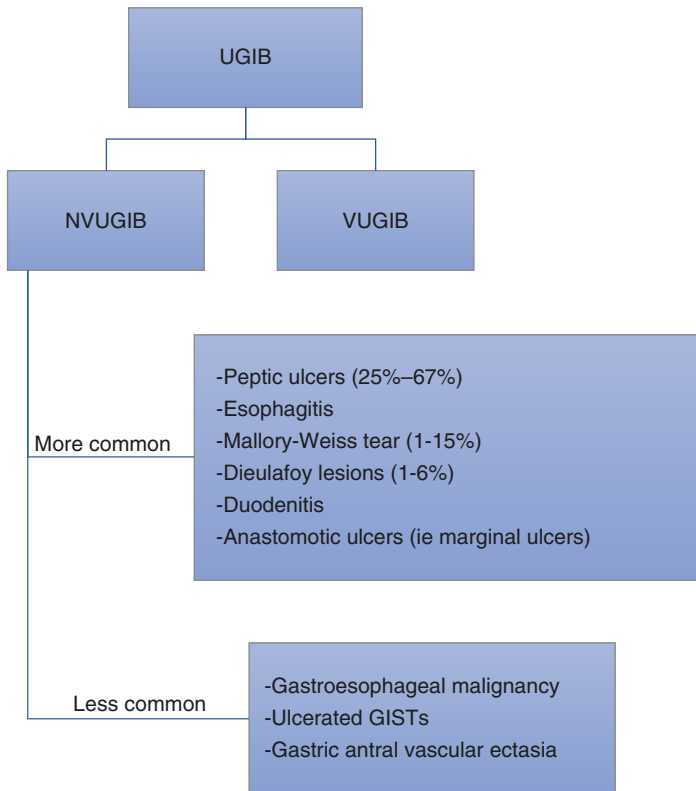 UGIB
NVUGIB
VUGIB
More common
-Peptic ulcers (25%–67%)
-Esophagitis
-Mallory-Weiss tear (1-15%)
-Dieulafoy lesions (1-6%)
-Duodenitis
-Anastomotic ulcers (ie marginal ulcers)
Less common
-Gastroesophageal malignancy
-Ulcerated GISTs
-Gastric antral vascular ectasia